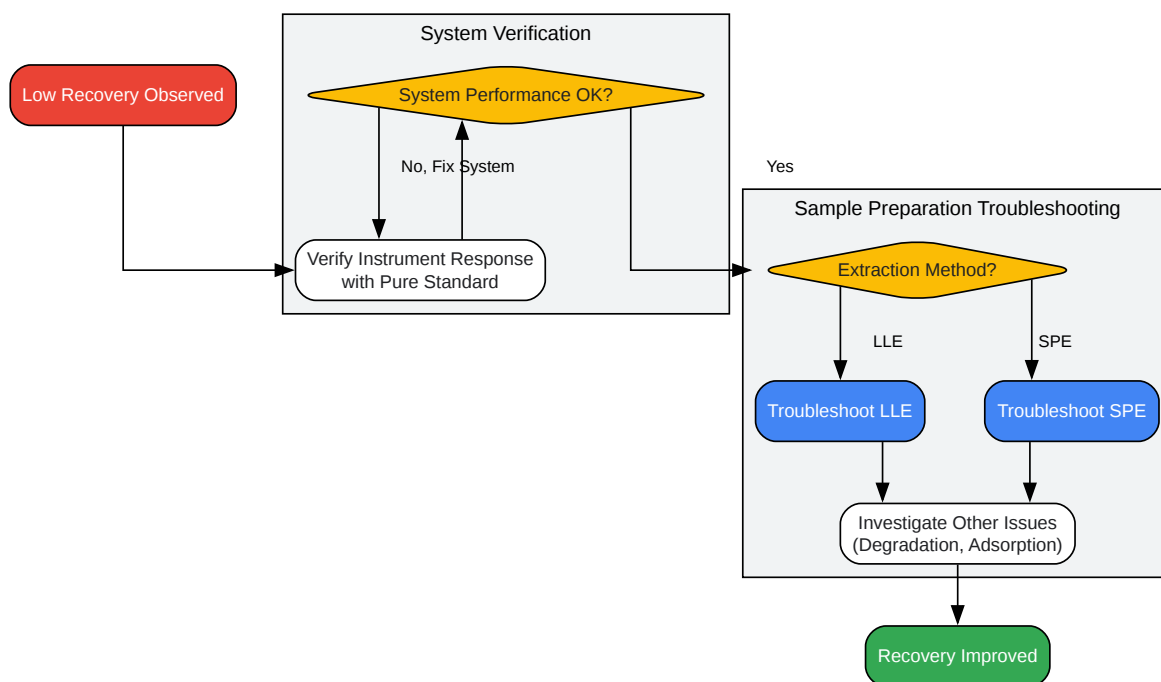 System Verification
Low Recovery Observed
System Performance OK?
No, Fix System
Yes
Verify Instrument Response
with Pure Standard
Sample Preparation Troubleshooting
Extraction Method?
LLE
SPE
Troubleshoot LLE
Troubleshoot SPE
Investigate Other Issues
(Degradation, Adsorption)
Recovery Improved